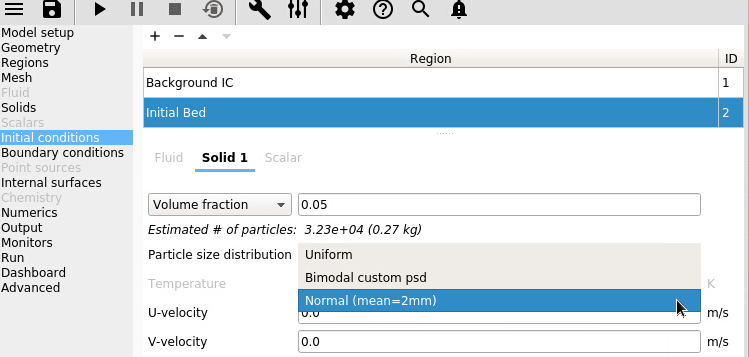 Model setup
Geometry
Regions
Mesh
Fluid
Solids
Scalars
Initial conditions
Boundary conditions
Point sources
Internal surfaces
Chemistry
Numerics
Output
Monitors
Run
Dashboard
Advanced
Region ID
Background IC 1
Initial Bed 2
Fluid Solid 1 Scalar
Volume fraction 0.05
Estimated # of particles: 3.23e+04 (0.27 kg)
Particle size distribution Uniform
Bimodal custom psd
Temperature K
Normal (mean=2mm)
U-velocity 0.0 m/s
V-velocity 0.0 m/s